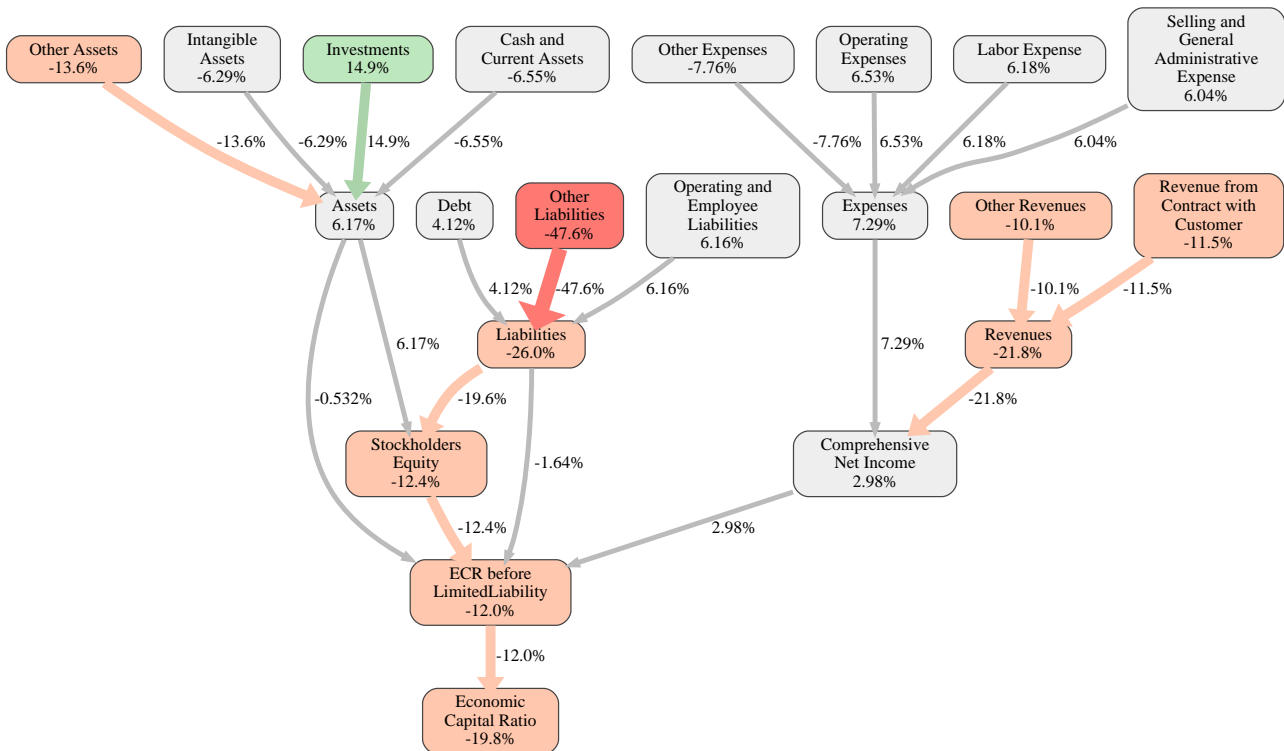 Other Assets
-13.6%
Intangible
Assets
-6.29%
Investments
14.9%
Cash and
Current Assets
-6.55%
Other Expenses
-7.76%
Operating
Expenses
6.53%
Labor Expense
6.18%
Selling and
General
Administrative
Expense
6.04%
-13.6%
-6.29%
14.9%
-6.55%
-7.76%
6.53%
6.18%
6.04%
Assets
6.17%
Debt
4.12%
Other
Liabilities
-47.6%
Operating and
Employee
Liabilities
6.16%
Expenses
7.29%
Other Revenues
-10.1%
Revenue from
Contract with
Customer
-11.5%
4.12%
-47.6%
6.16%
-10.1%
-11.5%
Liabilities
-26.0%
6.17%
7.29%
Revenues
-21.8%
-0.532%
-19.6%
-1.64%
-21.8%
Stockholders
Equity
-12.4%
Comprehensive
Net Income
2.98%
-12.4%
2.98%
ECR before
LimitedLiability
-12.0%
-12.0%
Economic
Capital Ratio
-19.8%